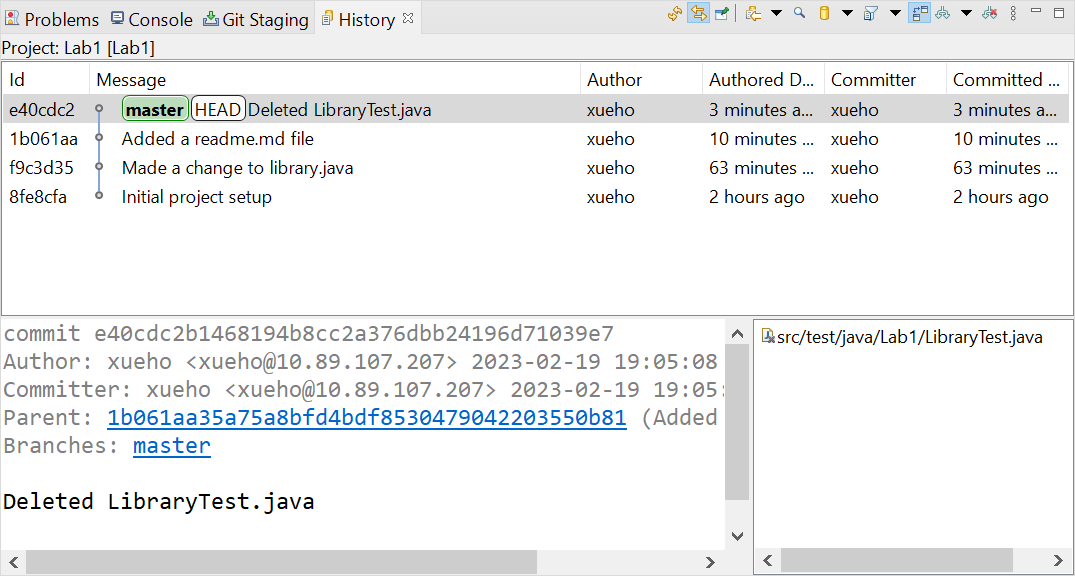 Problems Console Git Staging History
Project: Lab1 [Lab1]
Id Message Author Authored D... Committer Committed ...
e40cdc2 master HEAD Deleted LibraryTest.java xueho 3 minutes a... xueho 3 minutes a...
1b061aa Added a readme.md file xueho 10 minutes ... xueho 10 minutes ...
f9c3d35 Made a change to library.java xueho 63 minutes ... xueho 63 minutes ...
8fe8cfa Initial project setup xueho 2 hours ago xueho 2 hours ago
commit e40cdc2b1468194b8cc2a376dbb24196d71039e7
Author: xueho <xueho@10.89.107.207> 2023-02-19 19:05:08
Committer: xueho <xueho@10.89.107.207> 2023-02-19 19:05:
Parent: 1b061aa35a75a8bfd4bdf8530479042203550b81 (Added
Branches: master
Deleted LibraryTest.java
src/test/java/Lab1/LibraryTest.java